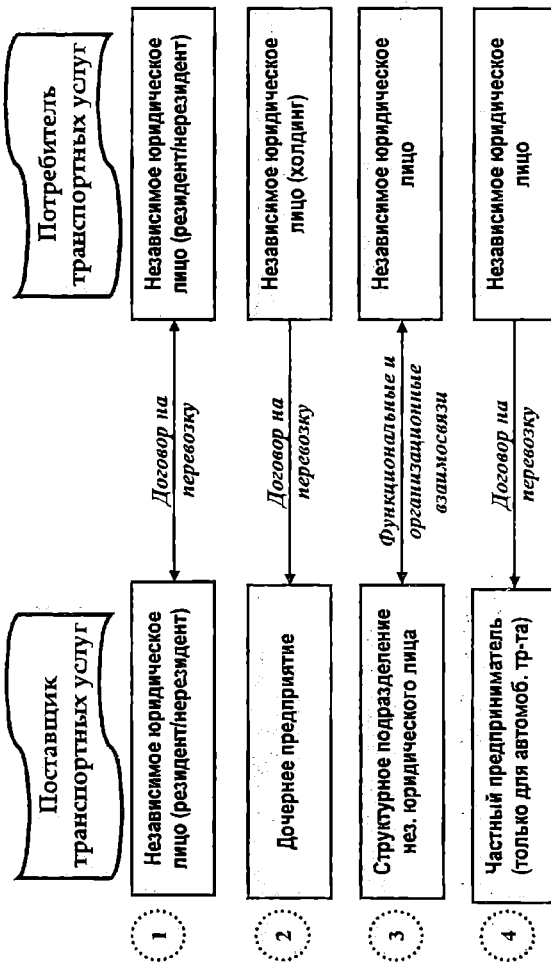 Поставщик
транспортных услуг
Потребитель
транспортных услуг
1
Независимое юридическое
лицо (резидент/нерезидент)
Договор на
перевозку
Независимое юридическое
лицо (резидент/нерезидент)
2
Дочернее предприятие
Договор на
перевозку
Независимое юридическое
лицо (холдинг)
3
Структурное подразделение
нез. юридического лица
Функциональные и
организационные
взаимосвязи
Независимое юридическое
лицо
4
Частный предприниматель
(только для автомоб. тр-та)
Договор на
перевозку
Независимое юридическое
лицо